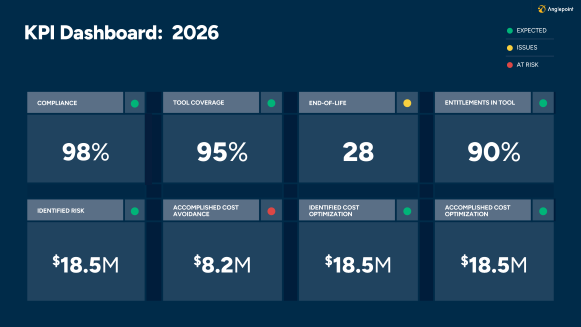 Anglepoint
KPI Dashboard: 2026
EXPECTED
ISSUES
AT RISK
COMPLIANCE
TOOL COVERAGE
END-OF-LIFE
ENTITLEMENTS IN TOOL
98%
95%
28
90%
IDENTIFIED RISK
ACCOMPLISHED COST
AVOIDANCE
IDENTIFIED COST
OPTIMIZATION
ACCOMPLISHED COST
OPTIMIZATION
$18.5M
$8.2M
$18.5M
$18.5M